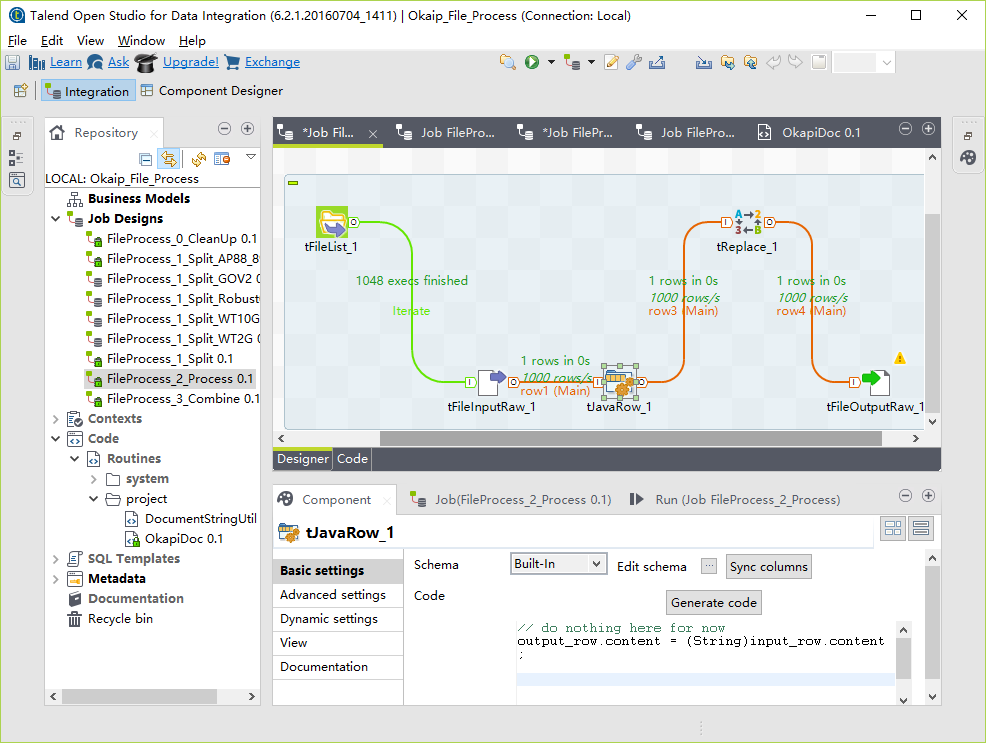 Talend Open Studio for Data Integration (6.2.1.20160704_1411) | Okaip_File_Process (Connection: Local)
File Edit View Window Help
Learn Ask Upgrade! Exchange
Integration Component Designer
Repository
LOCAL: Okaip_File_Process
Business Models
Job Designs
FileProcess_0_CleanUp 0.1
FileProcess_1_Split_AP88_8
FileProcess_1_Split_GOV2 0
FileProcess_1_Split_Robust
FileProcess_1_Split_WT10G
FileProcess_1_Split_WT2G 0
FileProcess_1_Split 0.1
FileProcess_2_Process 0.1
FileProcess_3_Combine 0.1
Contexts
Code
Routines
system
project
DocumentStringUtil
OkapiDoc 0.1
SQL Templates
Metadata
Documentation
Recycle bin
*Job Fil... Job FilePro... *Job FilePr... Job FilePro... OkapiDoc 0.1
tFileList_1
1048 execs finished
Iterate
tFileInputRaw_1
1 rows in 0s
1000 rows/s
row1 (Main)
tJavaRow_1
1 rows in 0s
1000 rows/s
row3 (Main)
A 2
3 B
tReplace_1
1 rows in 0s
1000 rows/s
row4 (Main)
tFileOutputRaw_1
Designer Code
Component Job(FileProcess_2_Process 0.1) Run (Job FileProcess_2_Process)
tJavaRow_1
Basic settings
Advanced settings
Dynamic settings
View
Documentation
Schema Built-In Edit schema ... Sync columns
Code
Generate code
// do nothing here for now
output_row.content = (String)input_row.content
;